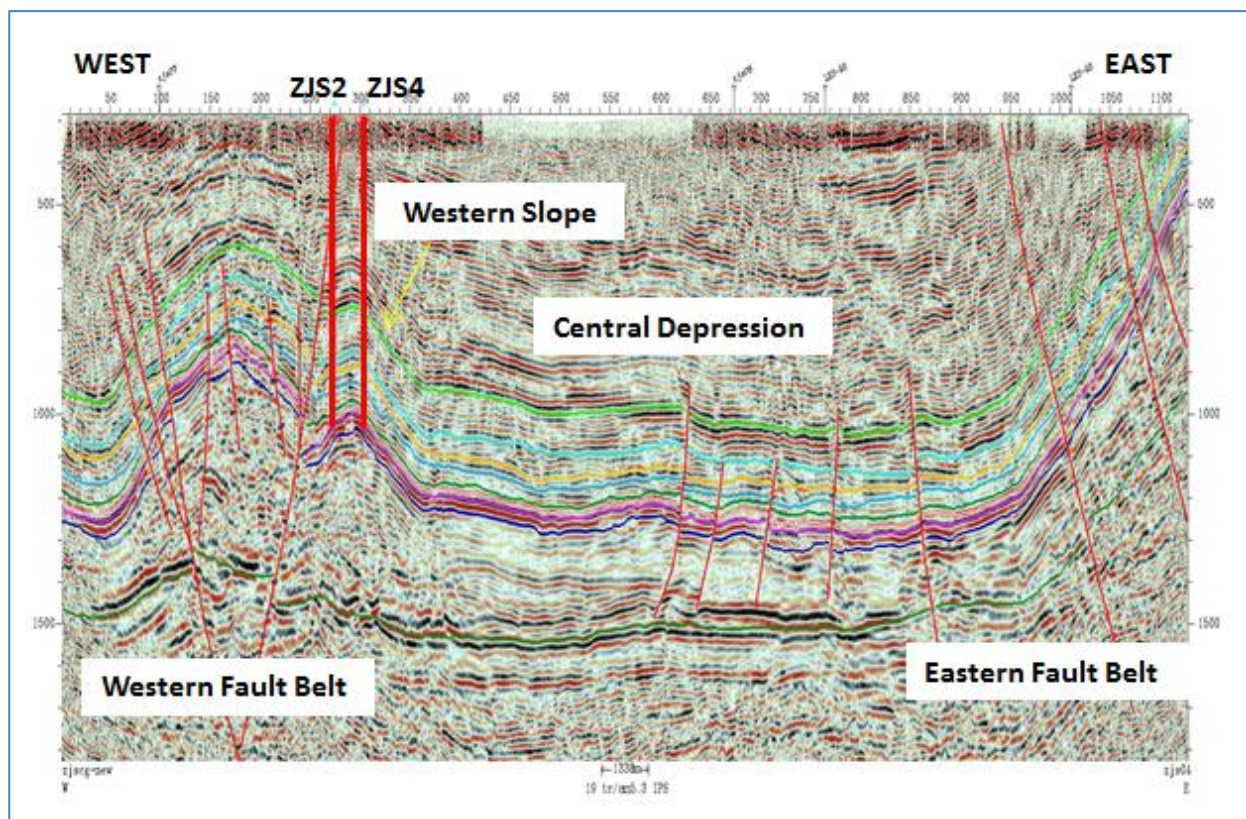 WEST
EAST
ZJS2 ZJS4
50 100 150 200 250 300 350 400 450 500 550 600 650 700 750 800 850 900 950 1000 1050 1100
500 500
Western Slope
Central Depression
1000 1000
1500 1500
Western Fault Belt
Eastern Fault Belt
W E